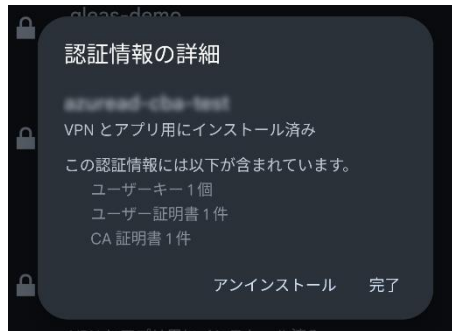 gleas-demo
認証情報の詳細
azuread-cba-test
VPN とアプリ用にインストール済み
この認証情報には以下が含まれています。
ユーザーキー 1 個
ユーザー証明書 1 件
CA 証明書 1 件
アンインストール
完了